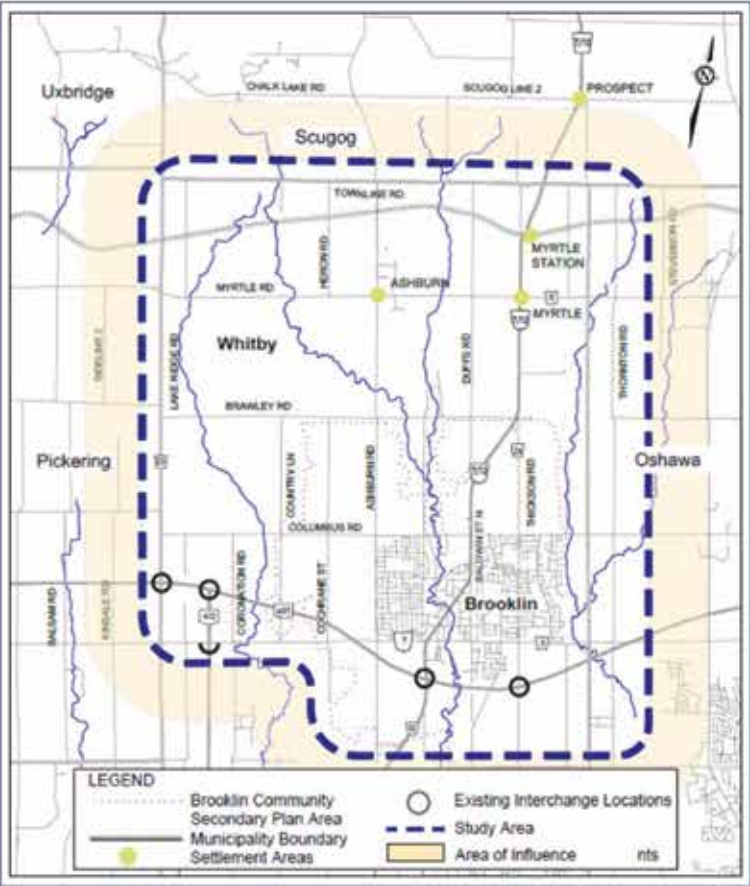 CHALK LAKE RD
SCUGOG LINE 2
PROSPECT
Uxbridge
Scugog
TOWNLINE RD
HERON RD
MYRTLE
STATION
MYRTLE RD
ASHBURN
MYRTLE
Whitby
LAKE RIDGE RD
DUFFS RD
THORNTON RD
BRAWLEY RD
Pickering
Oshawa
COUNTRY LN
ASHBURN RD
THICKSON RD
COLUMBUS RD
BALDWIN ST N
CORONATION RD
COCHRANE ST
Brooklin
BALSAM RD
KINSALE RD
7
LEGEND
Brooklin Community
Secondary Plan Area
Municipality Boundary
Settlement Areas
Existing Interchange Locations
Study Area
Area of Influence
nts